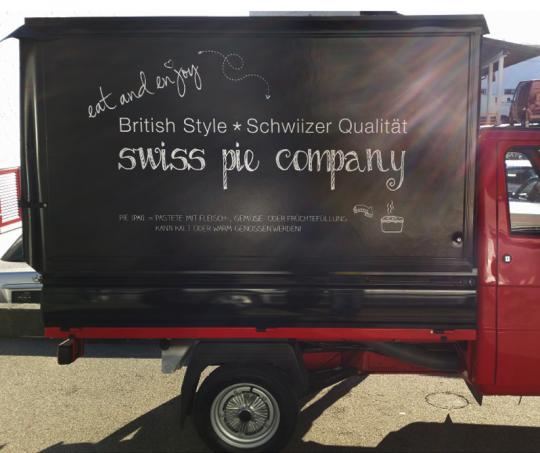 eat and enjoy
British Style * Schwiizer Qualität
swiss pie company
PIE [PAI] = PASTETE MIT FLEISCH-, GEMÜSE- ODER FRÜCHTEFÜLLUNG
KANN KALT ODER WARM GENOSSEN WERDEN!